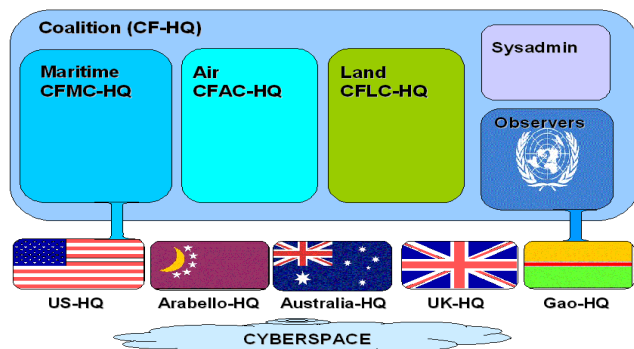 Coalition (CF-HQ)
Maritime
CFMC-HQ
Air
CFAC-HQ
Land
CFLC-HQ
Sysadmin
Observers
US-HQ
Arabello-HQ
Australia-HQ
UK-HQ
Gao-HQ
CYBERSPACE